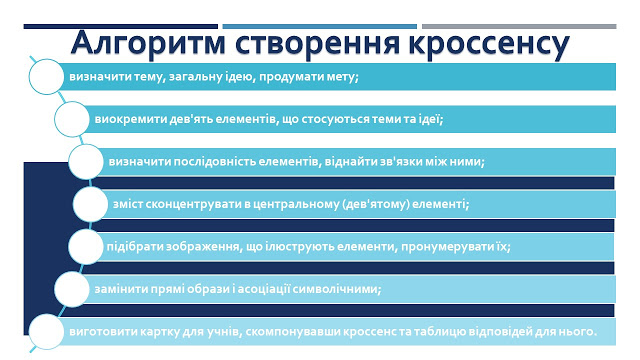 Алгоритм створення кроссенсу
визначити тему, загальну ідею, продумати мету;
виокремити дев'ять елементів, що стосуються теми та ідеї;
визначити послідовність елементів, віднайти зв'язки між ними;
зміст сконцентрувати в центральному (дев'ятому) елементі;
підібрати зображення, що ілюструють елементи, пронумерувати їх;
замінити прямі образи і асоціації символічними;
виготовити картку для учнів, скомпонувавши кроссенс та таблицю відповідей для нього.